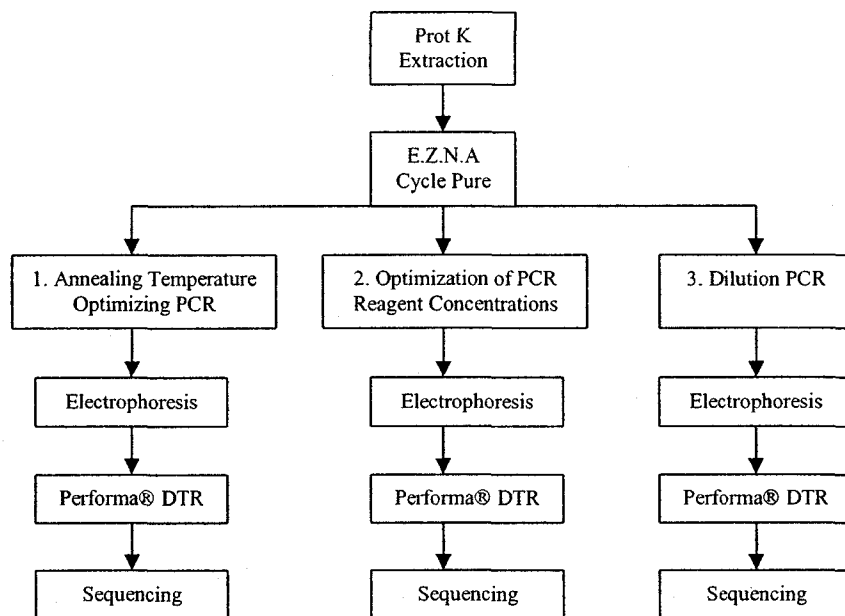 Prot K
Extraction
E.Z.N.A
Cycle Pure
1. Annealing Temperature
Optimizing PCR
2. Optimization of PCR
Reagent Concentrations
3. Dilution PCR
Electrophoresis
Electrophoresis
Electrophoresis
Performa® DTR
Performa® DTR
Performa® DTR
Sequencing
Sequencing
Sequencing